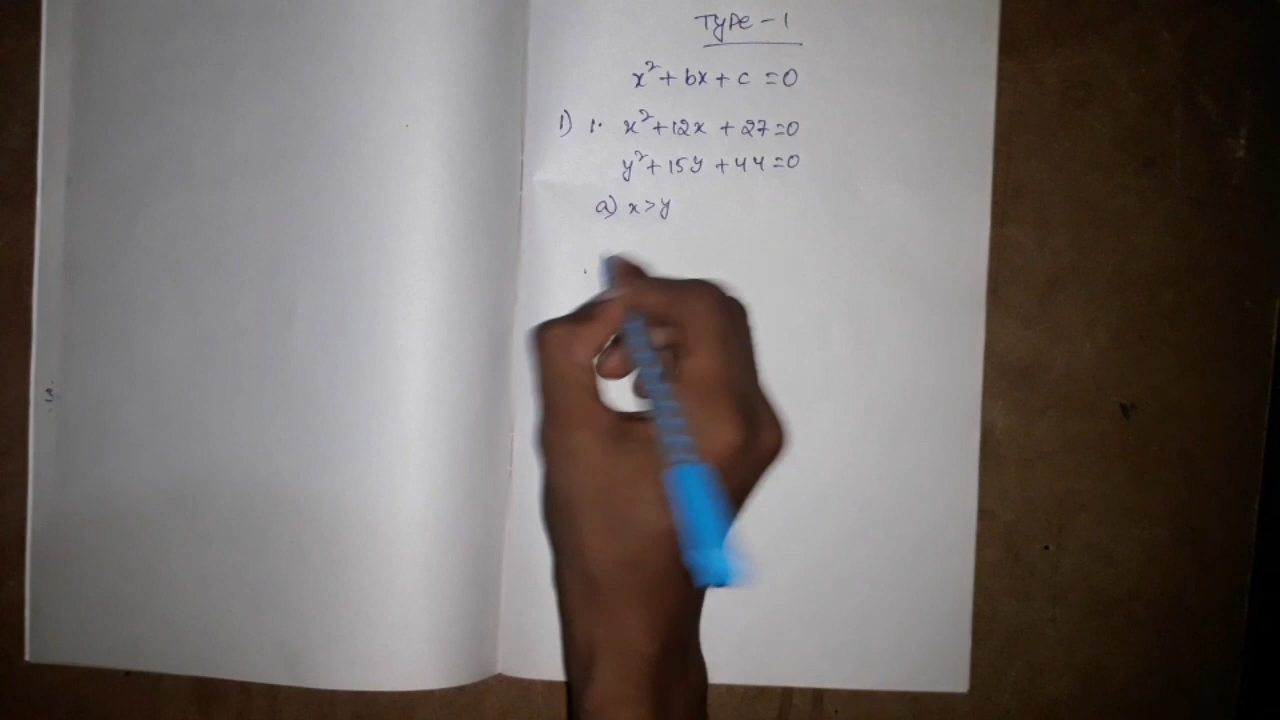 Type-1
x²+bx+c=0
1) 1. x²+12x+27=0
y²+15y+44=0
a) x>y